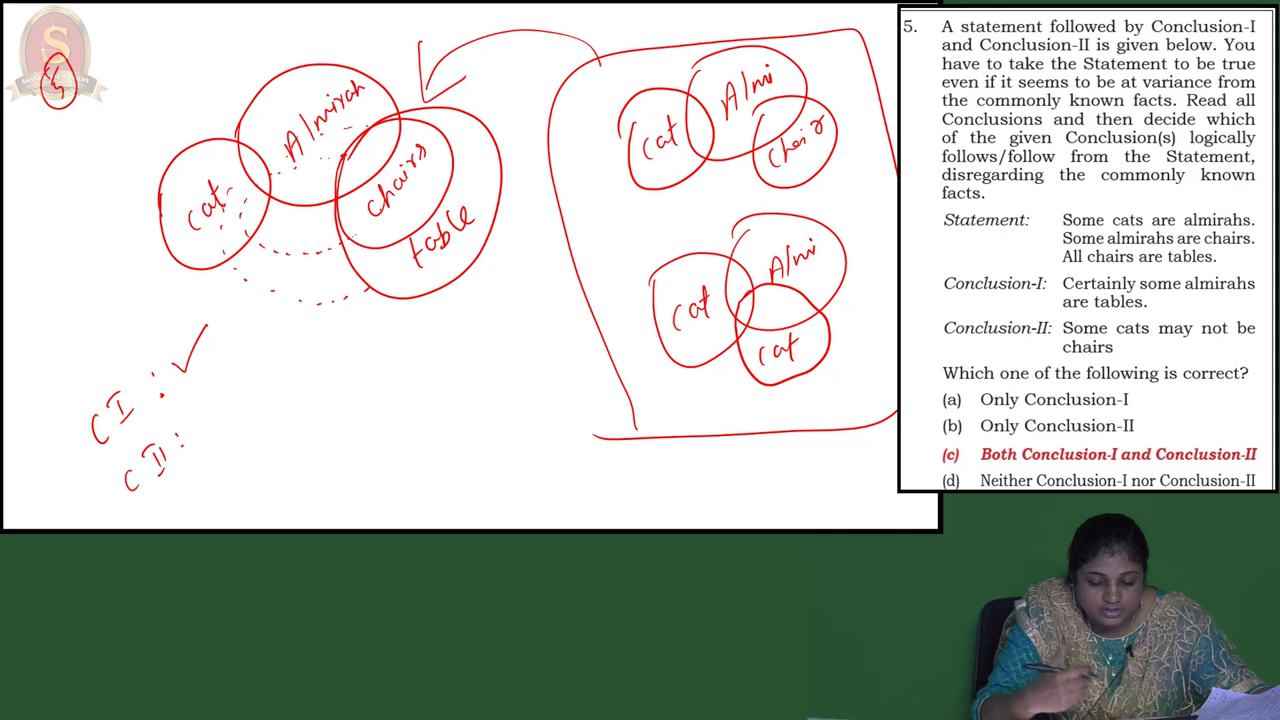 S
5
cat
Almirah
chairs
table
cat
Almi
chair
cat
Almi
cat
CI : ✓
CII :
5. A statement followed by Conclusion-I
and Conclusion-II is given below. You
have to take the Statement to be true
even if it seems to be at variance from
the commonly known facts. Read all
Conclusions and then decide which
of the given Conclusion(s) logically
follows/follow from the Statement,
disregarding the commonly known
facts.
Statement: Some cats are almirahs.
Some almirahs are chairs.
All chairs are tables.
Conclusion-I: Certainly some almirahs
are tables.
Conclusion-II: Some cats may not be
chairs
Which one of the following is correct?
(a) Only Conclusion-I
(b) Only Conclusion-II
(c) Both Conclusion-I and Conclusion-II
(d) Neither Conclusion-I nor Conclusion-II